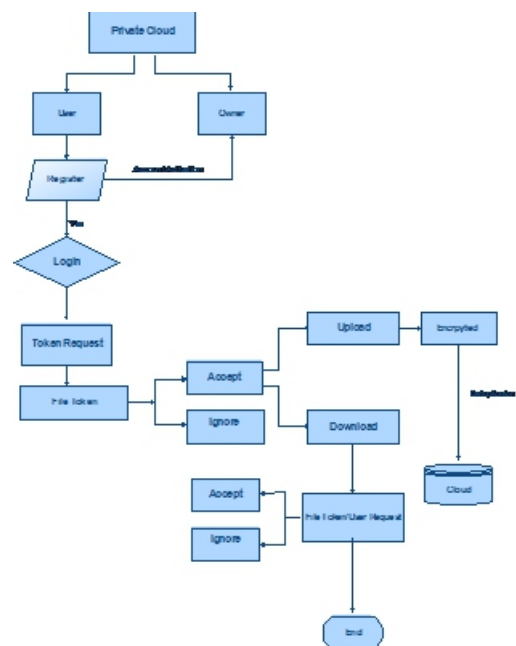 Private Cloud
User
Owner
Register
Yes
Login
Token Request
File Token
Accept
Ignore
Upload
Encrypted
Download
Cloud
Accept
Ignore
File Token/User Request
End